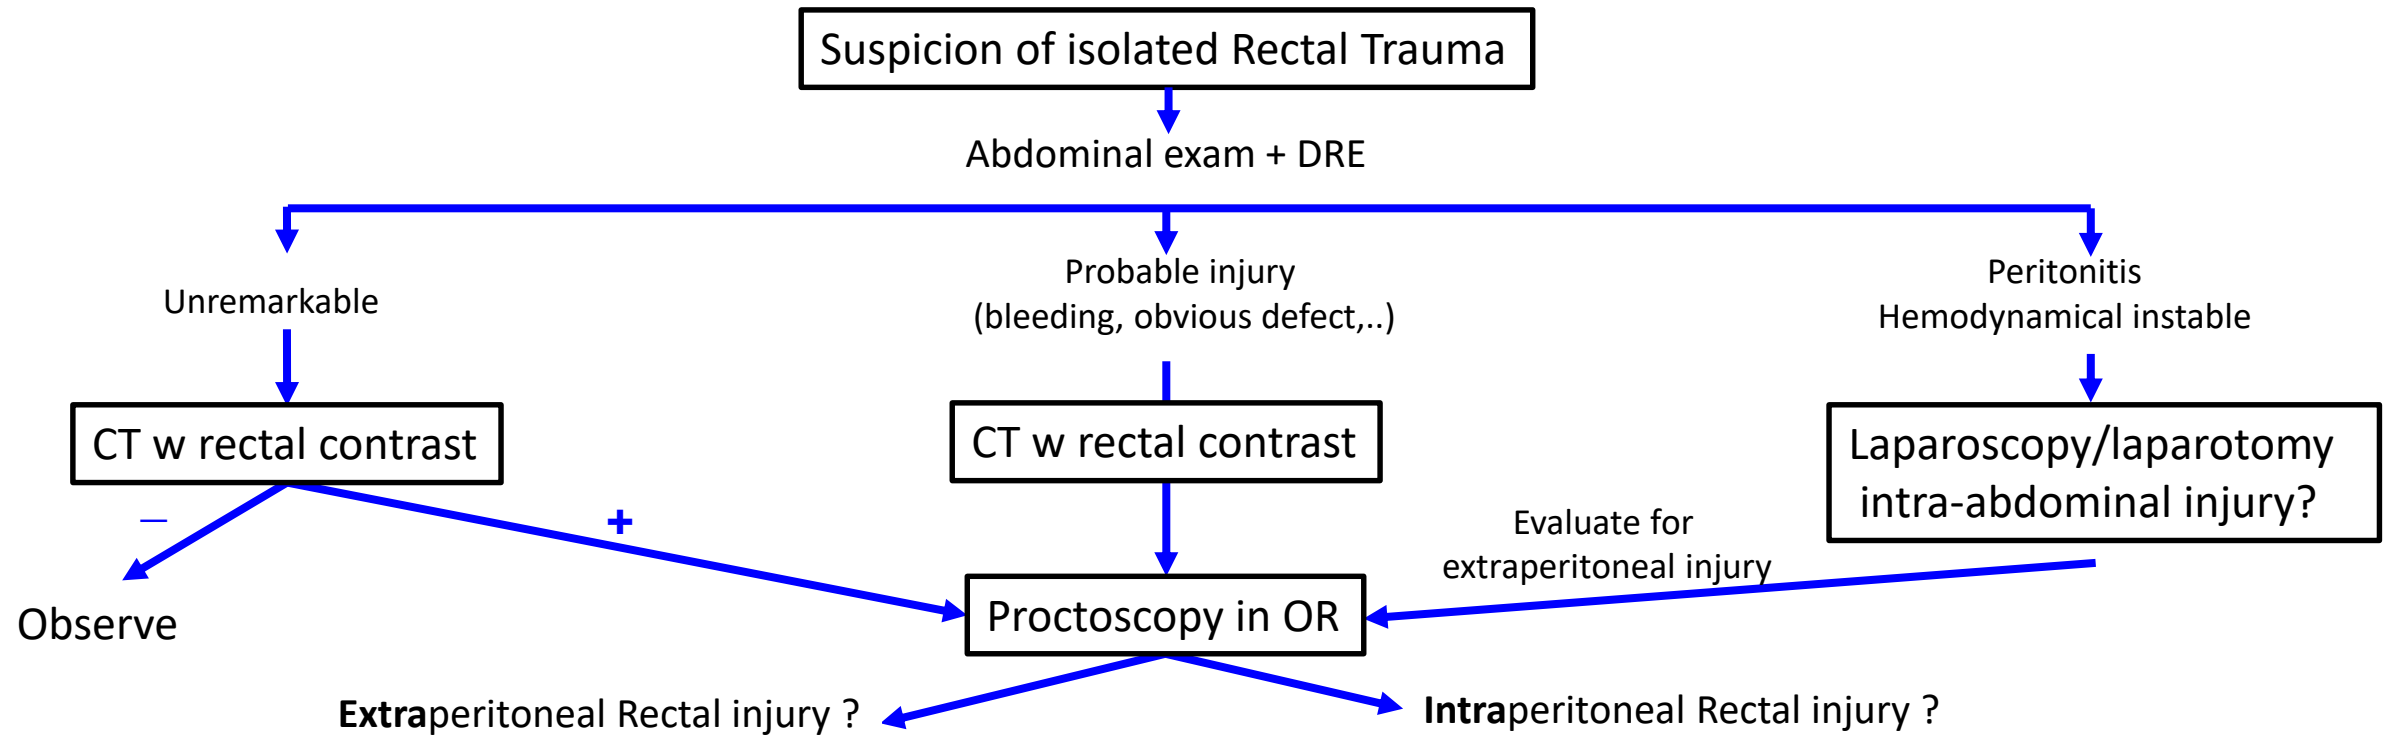 Suspicion of isolated Rectal Trauma
Abdominal exam + DRE
Unremarkable
Probable injury
(bleeding, obvious defect,..)
Peritonitis
Hemodynamical instable
CT w rectal contrast
CT w rectal contrast
Laparoscopy/laparotomy
intra-abdominal injury?
–
+
Evaluate for
extraperitoneal injury
Observe
Proctoscopy in OR
Extraperitoneal Rectal injury ?
Intraperitoneal Rectal injury ?